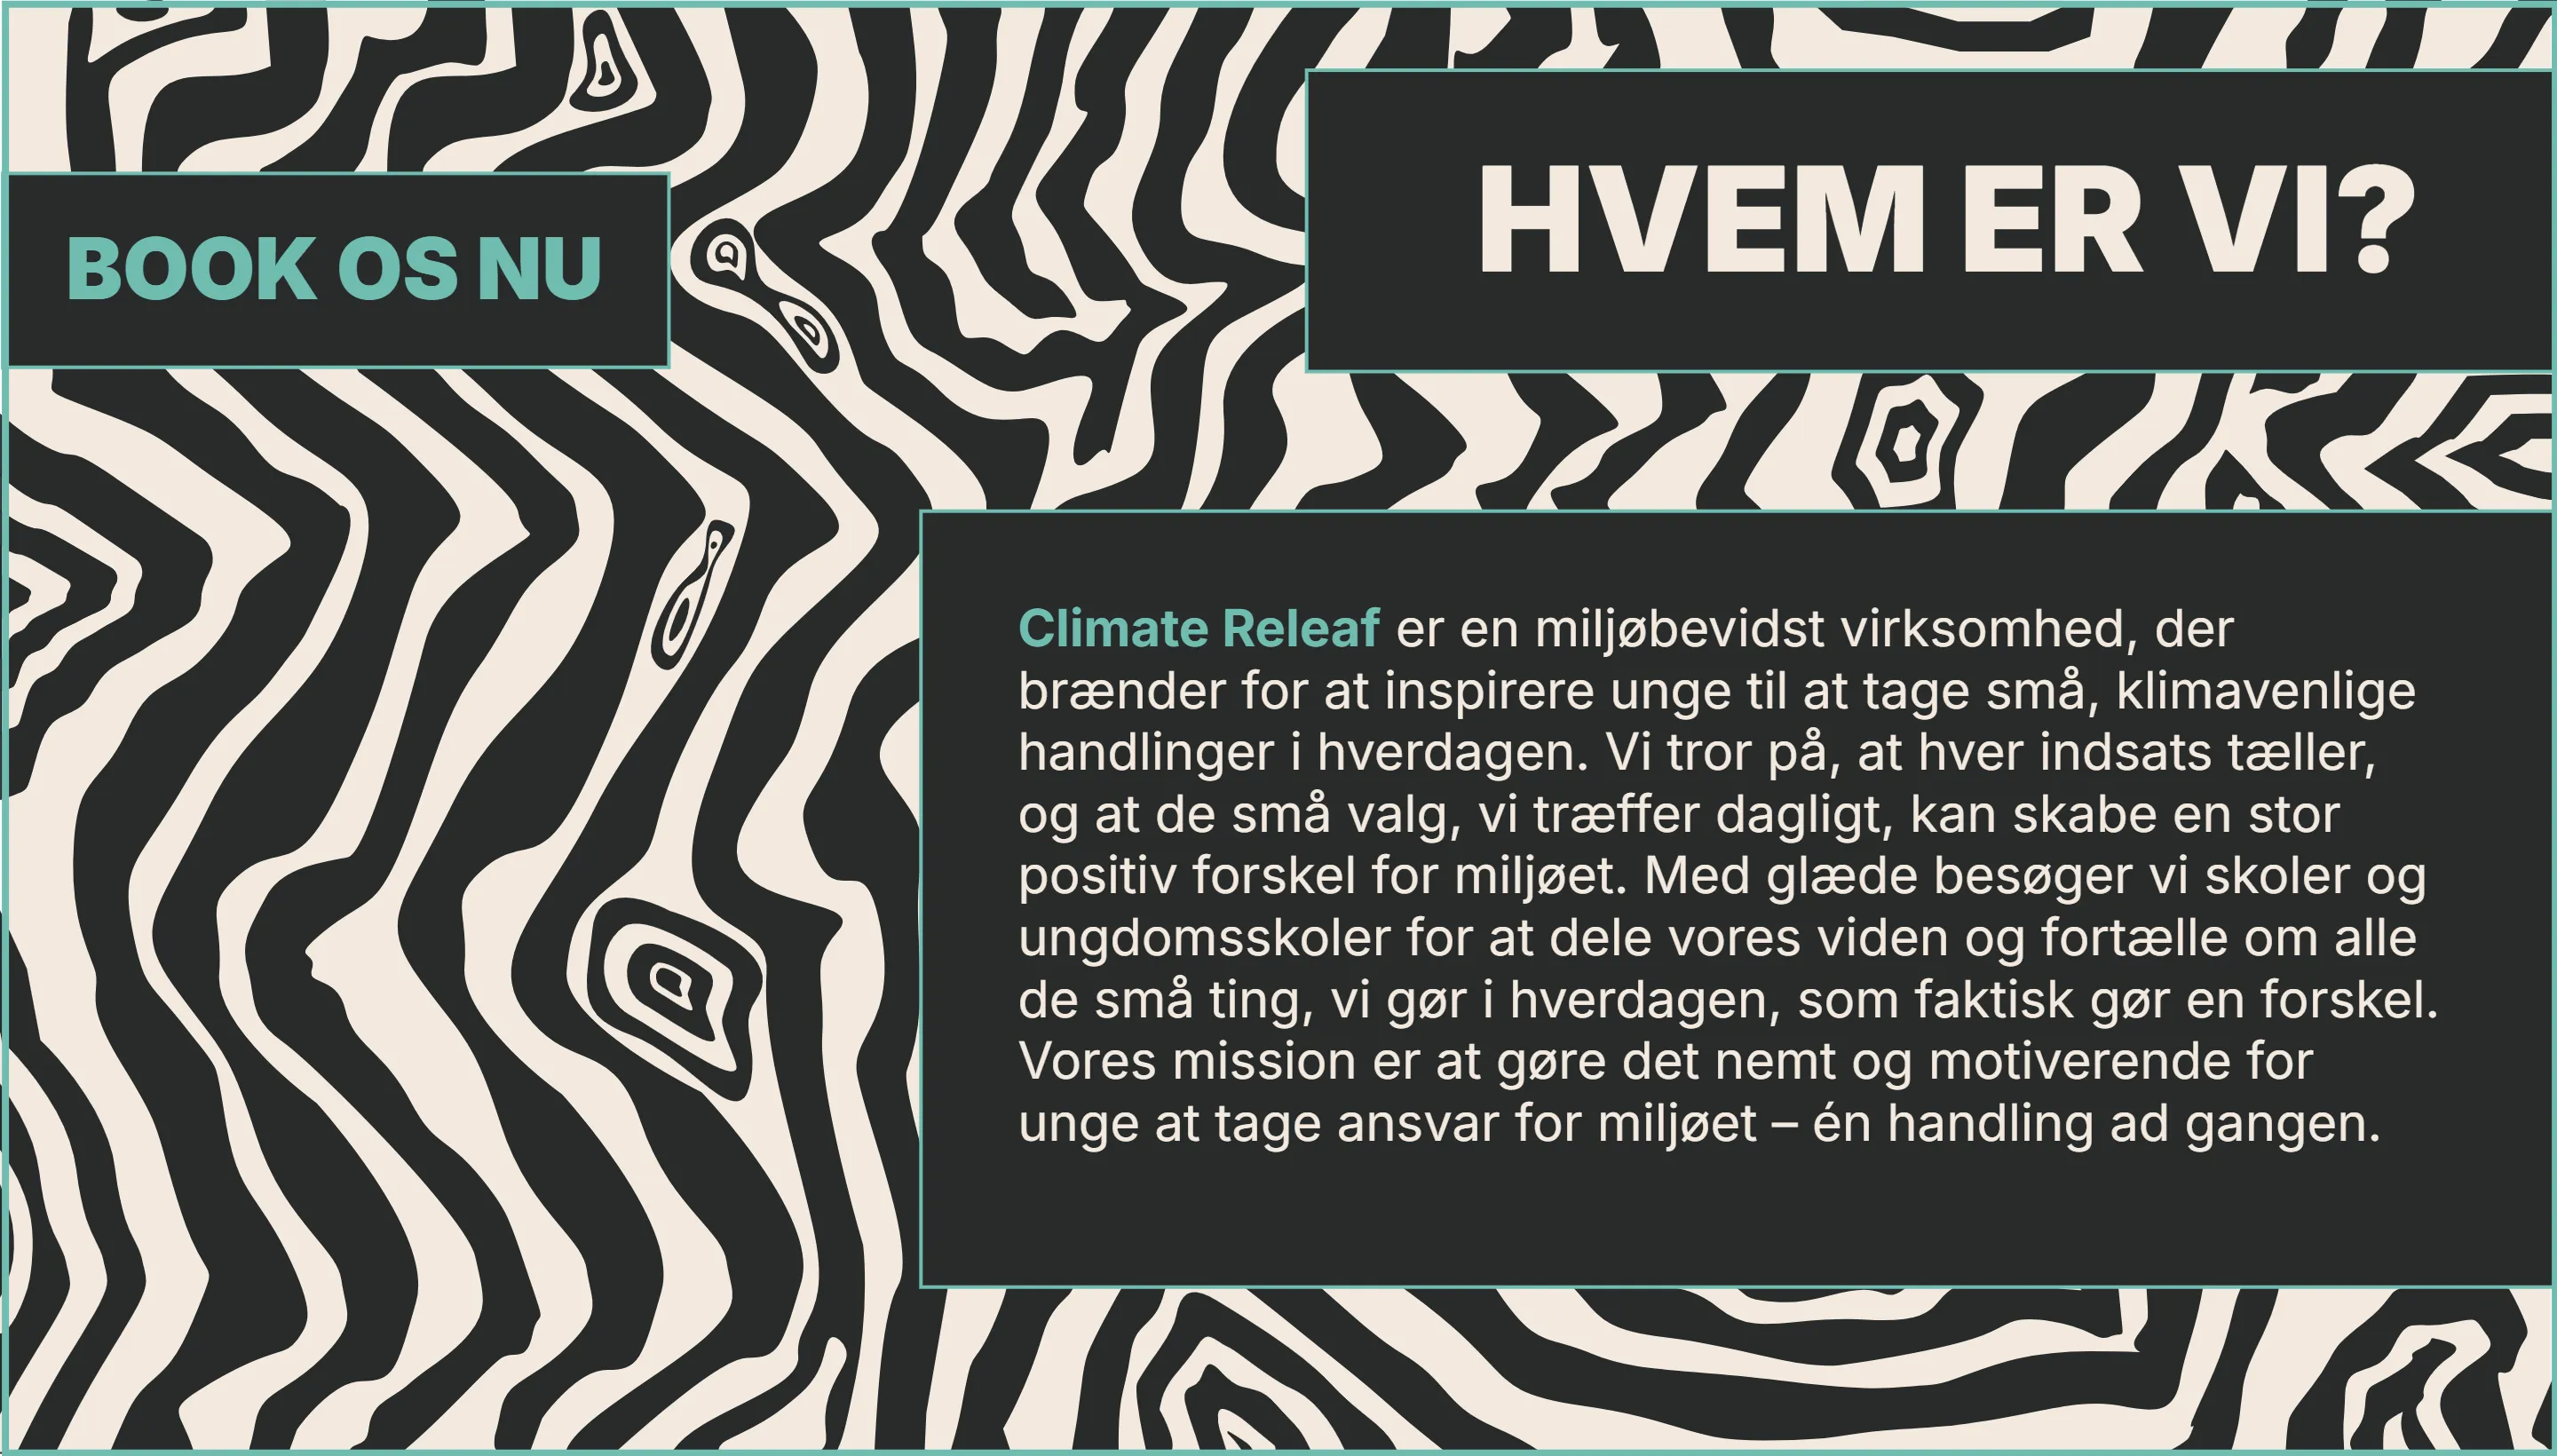 BOOK OS NU
HVEM ER VI?
Climate Releaf er en miljøbevidst virksomhed, der
brænder for at inspirere unge til at tage små, klimavenlige
handlinger i hverdagen. Vi tror på, at hver indsats tæller,
og at de små valg, vi træffer dagligt, kan skabe en stor
positiv forskel for miljøet. Med glæde besøger vi skoler og
ungdomsskoler for at dele vores viden og fortælle om alle
de små ting, vi gør i hverdagen, som faktisk gør en forskel.
Vores mission er at gøre det nemt og motiverende for
unge at tage ansvar for miljøet – én handling ad gangen.